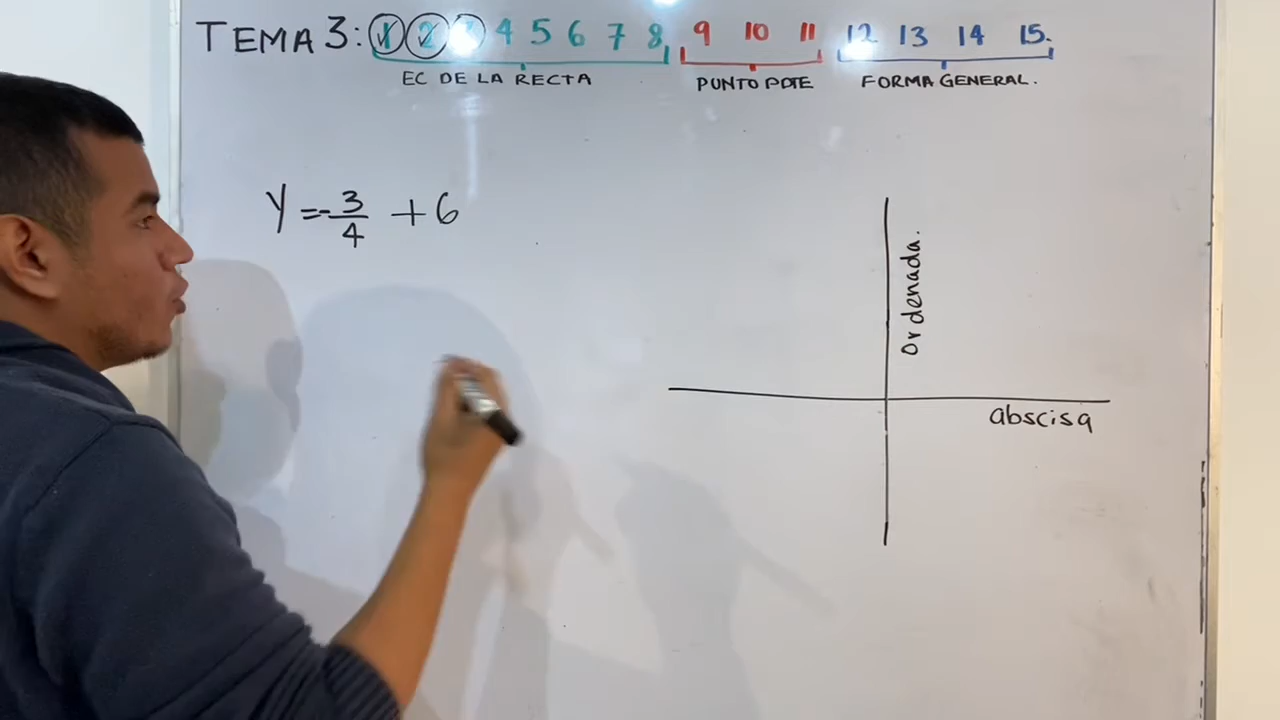 TEMA 3: 1 2 3 4 5 6 7 8, 9 10 11 12 13 14 15.
EC DE LA RECTA PUNTO PDTE FORMA GENERAL.
Y = -3/4 + 6
Ordenada.
abscisa